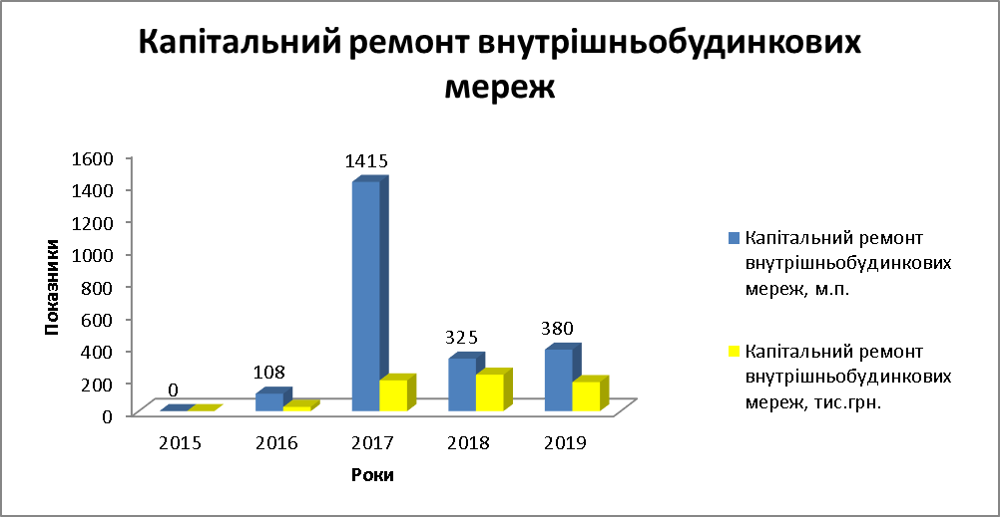 Капітальний ремонт внутрішньобудинкових
мереж
1600
1400
1200
1000
800
600
400
200
0
Показники
0
108
1415
325
380
2015
2016
2017
2018
2019
Роки
Капітальний ремонт
внутрішньобудинкових
мереж, м.п.
Капітальний ремонт
внутрішньобудинкових
мереж, тис.грн.